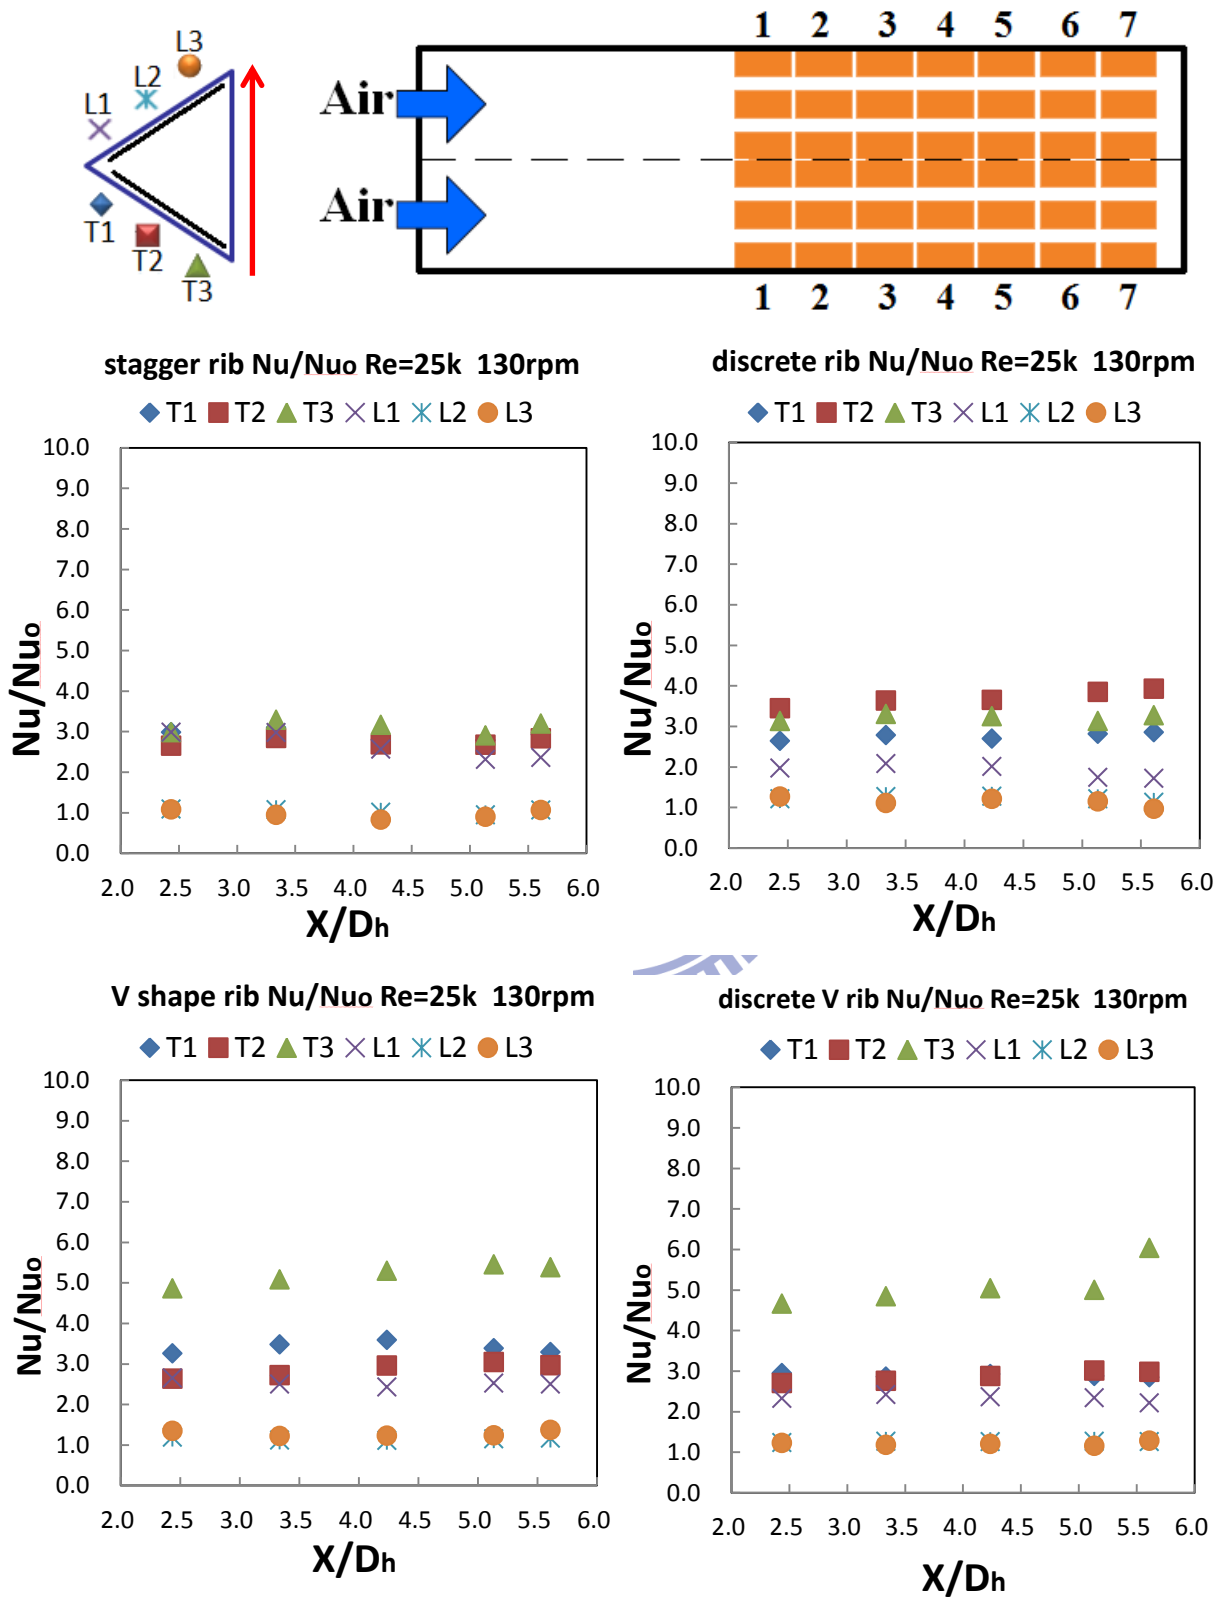 L3
L2
L1
T1
T2
T3
1 2 3 4 5 6 7
Air
Air
1 2 3 4 5 6 7
stagger rib Nu/Nuo Re=25k 130rpm
T1 T2 T3 L1 L2 L3
10.0
9.0
8.0
7.0
6.0
5.0
4.0
3.0
2.0
1.0
0.0
Nu/Nuo
2.0 2.5 3.0 3.5 4.0 4.5 5.0 5.5 6.0
X/Dh
discrete rib Nu/Nuo Re=25k 130rpm
T1 T2 T3 L1 L2 L3
10.0
9.0
8.0
7.0
6.0
5.0
4.0
3.0
2.0
1.0
0.0
Nu/Nuo
2.0 2.5 3.0 3.5 4.0 4.5 5.0 5.5 6.0
X/Dh
V shape rib Nu/Nuo Re=25k 130rpm
T1 T2 T3 L1 L2 L3
10.0
9.0
8.0
7.0
6.0
5.0
4.0
3.0
2.0
1.0
0.0
Nu/Nuo
2.0 2.5 3.0 3.5 4.0 4.5 5.0 5.5 6.0
X/Dh
discrete V rib Nu/Nuo Re=25k 130rpm
T1 T2 T3 L1 L2 L3
10.0
9.0
8.0
7.0
6.0
5.0
4.0
3.0
2.0
1.0
0.0
Nu/Nuo
2.0 2.5 3.0 3.5 4.0 4.5 5.0 5.5 6.0
X/Dh